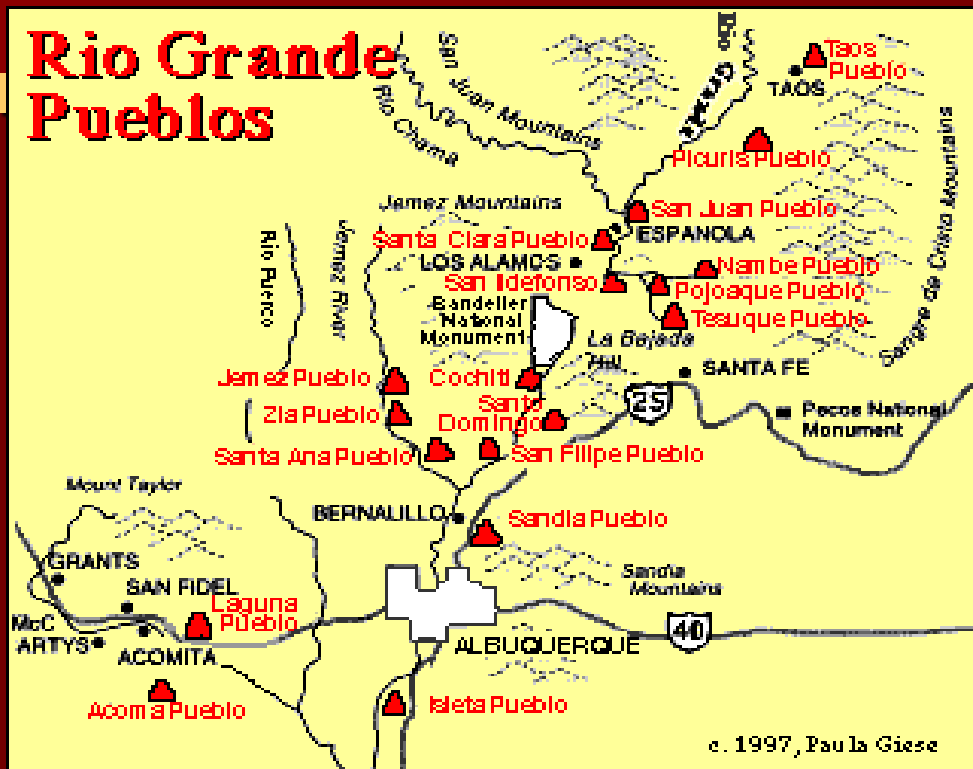 Rio Grande
Pueblos
San Juan Mountains
Rio Chama
Rio Grande
Taos
Pueblo
TAOS
Picuris Pueblo
Sangre de Cristo Mountains
Jemez Mountains
San Juan Pueblo
Santa Clara Pueblo
ESPANOLA
LOS ALAMOS
Nambe Pueblo
San Ildefonso
Pojoaque Pueblo
Tesuque Pueblo
Rio Puerco
Jemez River
Bandelier
National
Monument
La Bajada
Hill
SANTA FE
Jemez Pueblo
Cochiti
Zia Pueblo
Santo
Domingo
25
Pecos National
Monument
Santa Ana Pueblo
San Filipe Pueblo
Mount Taylor
BERNALILLO
Sandia Pueblo
GRANTS
SAN FIDEL
Sandia
Mountains
Laguna
Pueblo
McC
ARTYS
ACOMITA
ALBUQUERQUE
40
Acoma Pueblo
Isleta Pueblo
c. 1997, Paula Giese